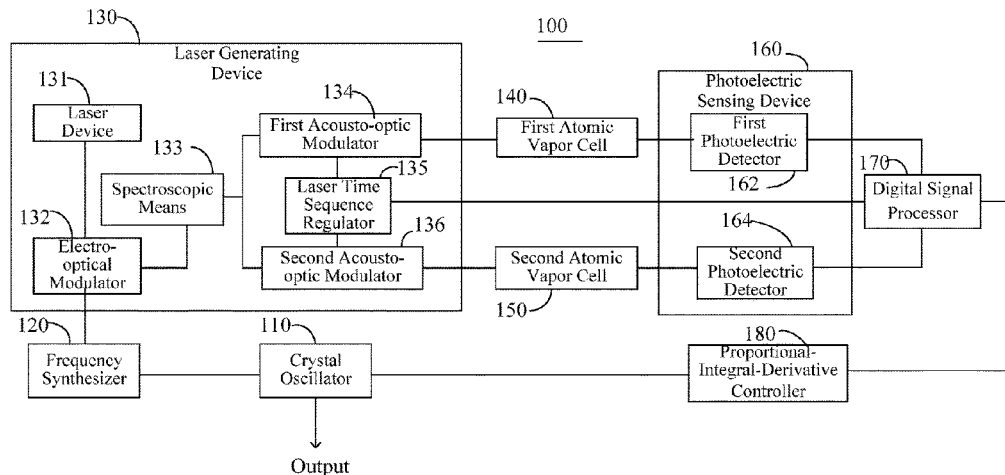 100
130
Laser Generating
Device
131
Laser
Device
134
First Acousto-optic
Modulator
140
First Atomic
Vapor Cell
160
Photoelectric
Sensing Device
First
Photoelectric
Detector
162
133
Spectroscopic
Means
135
Laser Time
Sequence
Regulator
170
Digital Signal
Processor
132
Electro-
optical
Modulator
136
Second Acousto-
optic Modulator
Second Atomic
Vapor Cell
150
164
Second
Photoelectric
Detector
120
Frequency
Synthesizer
110
Crystal
Oscillator
180
Proportional-
Integral-Derivative
Controller
Output